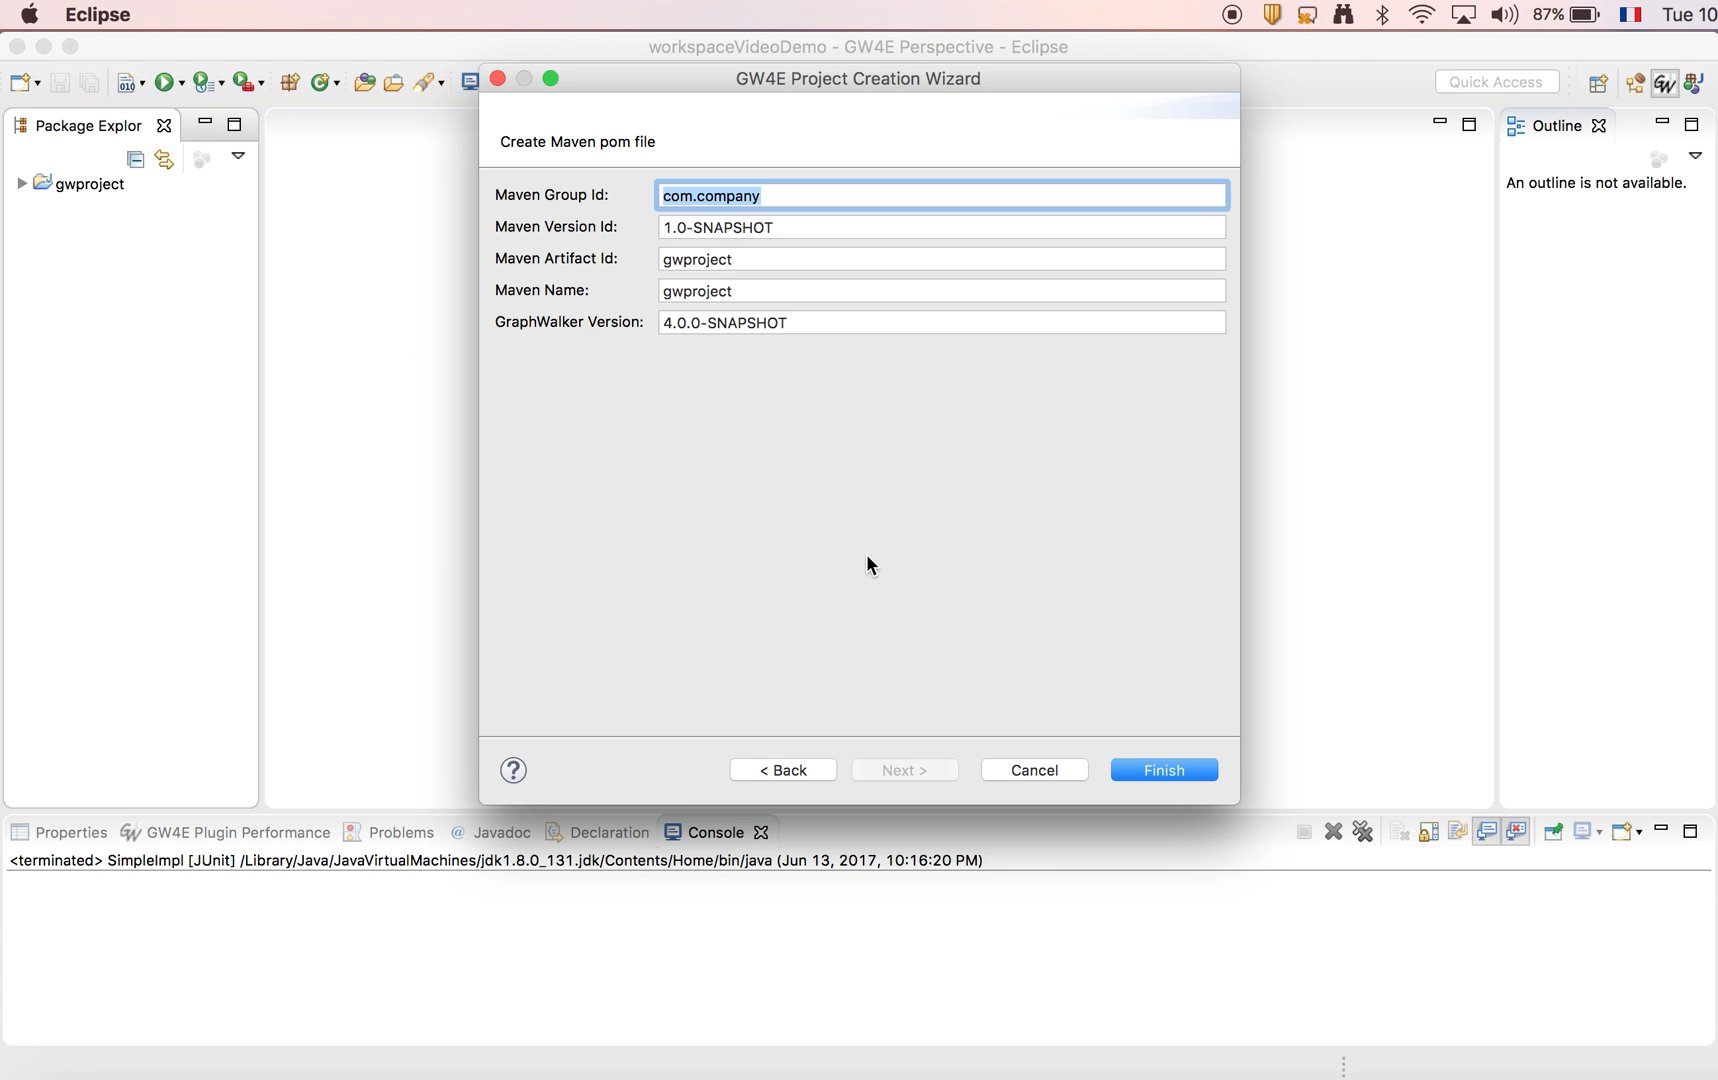 Eclipse
87%
Tue 10
workspaceVideoDemo - GW4E Perspective - Eclipse
GW4E Project Creation Wizard
Quick Access
Package Explor
Outline
Create Maven pom file
gwproject
An outline is not available.
Maven Group Id: com.company
Maven Version Id: 1.0-SNAPSHOT
Maven Artifact Id: gwproject
Maven Name: gwproject
GraphWalker Version: 4.0.0-SNAPSHOT
? < Back Next > Cancel Finish
Properties GW4E Plugin Performance Problems @ Javadoc Declaration Console
<terminated> SimpleImpl [JUnit] /Library/Java/JavaVirtualMachines/jdk1.8.0_131.jdk/Contents/Home/bin/java (Jun 13, 2017, 10:16:20 PM)